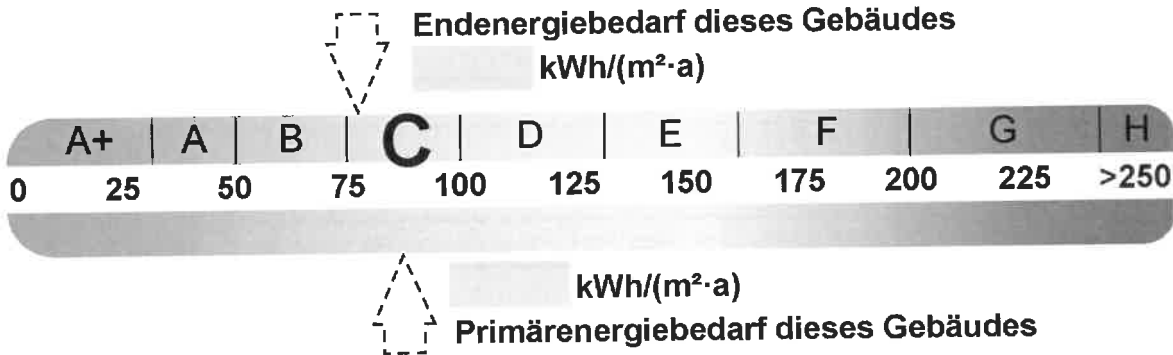 Endenergiebedarf dieses Gebäudes
kWh/(m²·a)
A+ A B C D E F G H
0 25 50 75 100 125 150 175 200 225 >250
kWh/(m²·a)
Primärenergiebedarf dieses Gebäudes